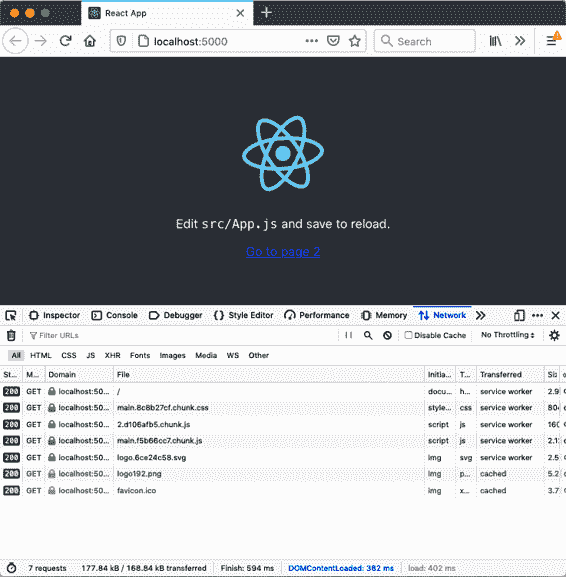 React App
localhost:5000
Search
Edit src/App.js and save to reload.
Go to page 2
Inspector Console Debugger Style Editor Performance Memory Network
Filter URLs Disable Cache No Throttling
All HTML CSS JS XHR Fonts Images Media WS Other
St... M... Domain File Initia... T... Transferred Siz
200 GET localhost:50... / docu... h... service worker 2.9
200 GET localhost:50... main.8c8b27cf.chunk.css style... css service worker 804
200 GET localhost:50... 2.d106afb5.chunk.js script js service worker 160
200 GET localhost:50... main.f5b66cc7.chunk.js script js service worker
200 GET localhost:50... logo.6ce24c58.svg img svg service worker 2.5
200 GET localhost:50... logo192.png img p... cached 5.2
200 GET localhost:50... favicon.ico img x... cached 3.7
7 requests 177.84 kB / 168.84 kB transferred Finish: 594 ms DOMContentLoaded: 382 ms load: 402 ms